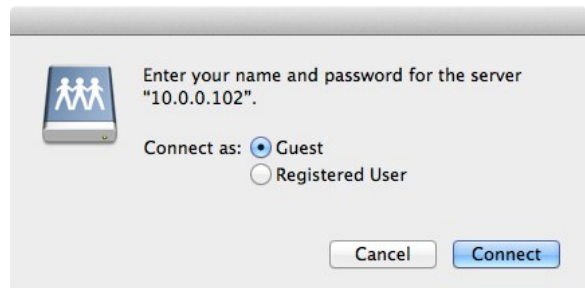 Enter your name and password for the server
"10.0.0.102".
Connect as: Guest
Registered User
Cancel Connect